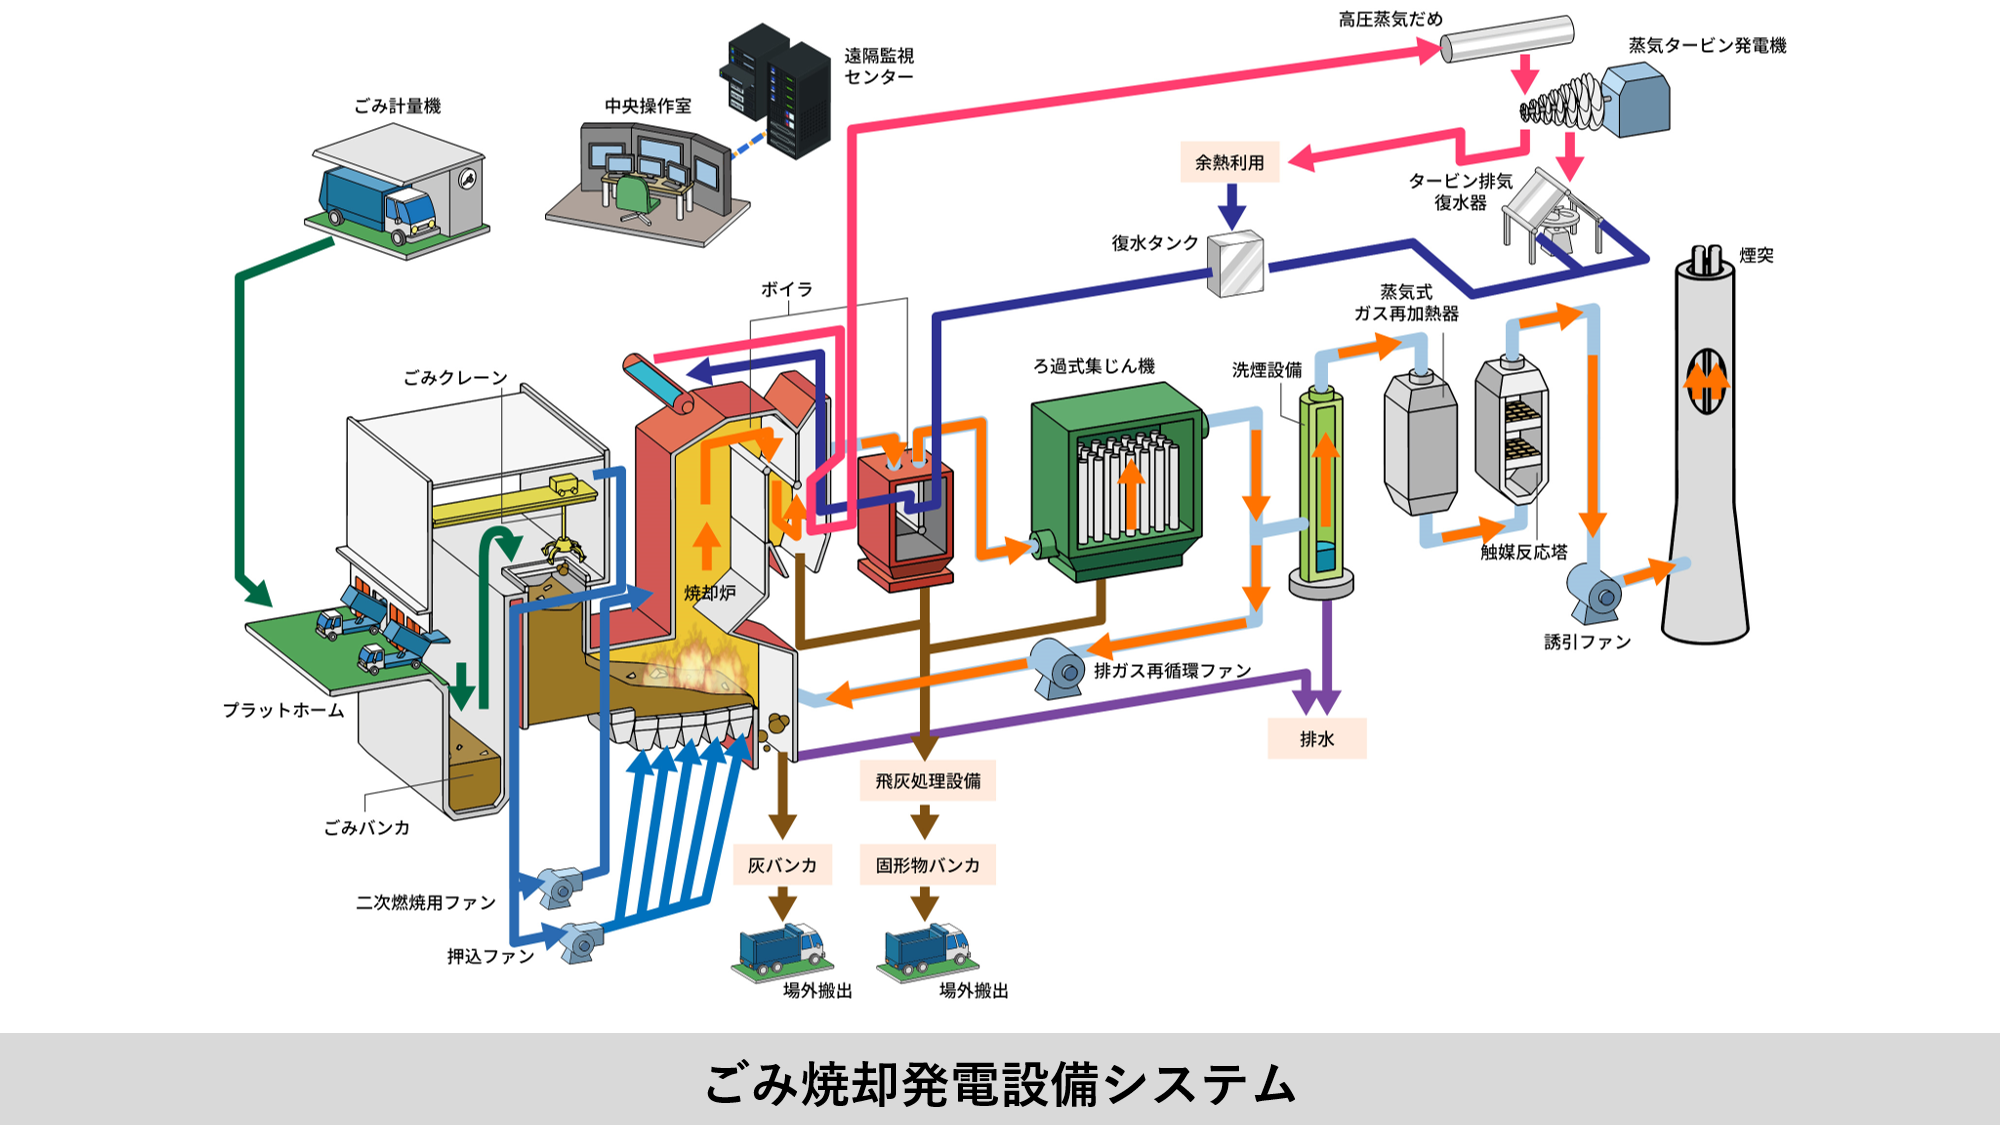 高圧蒸気だめ
蒸気タービン発電機
遠隔監視
センター
ごみ計量機
中央操作室
余熱利用
タービン排気
復水器
復水タンク
煙突
ボイラ
蒸気式
ガス再加熱器
ろ過式集じん機
洗煙設備
ごみクレーン
触媒反応塔
焼却炉
誘引ファン
排ガス再循環ファン
プラットホーム
排水
飛灰処理設備
ごみバンカ
灰バンカ
固形物バンカ
二次燃焼用ファン
押込ファン
場外搬出
場外搬出
ごみ焼却発電設備システム